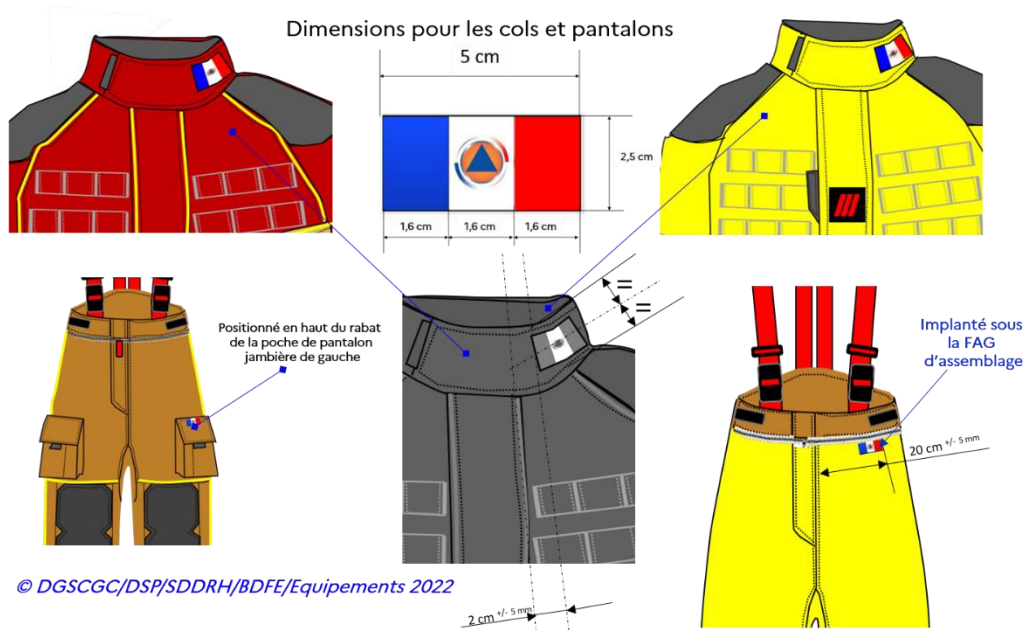 Dimensions pour les cols et pantalons
5 cm
2,5 cm
1,6 cm
1,6 cm
1,6 cm
=
=
Positionné en haut du rabat
de la poche de pantalon
jambière de gauche
Implanté sous
la FAG
d'assemblage
20 cm +/- 5 mm
© DGSCGC/DSP/SDDRH/BDFE/Equipements 2022
2 cm +/- 5 mm